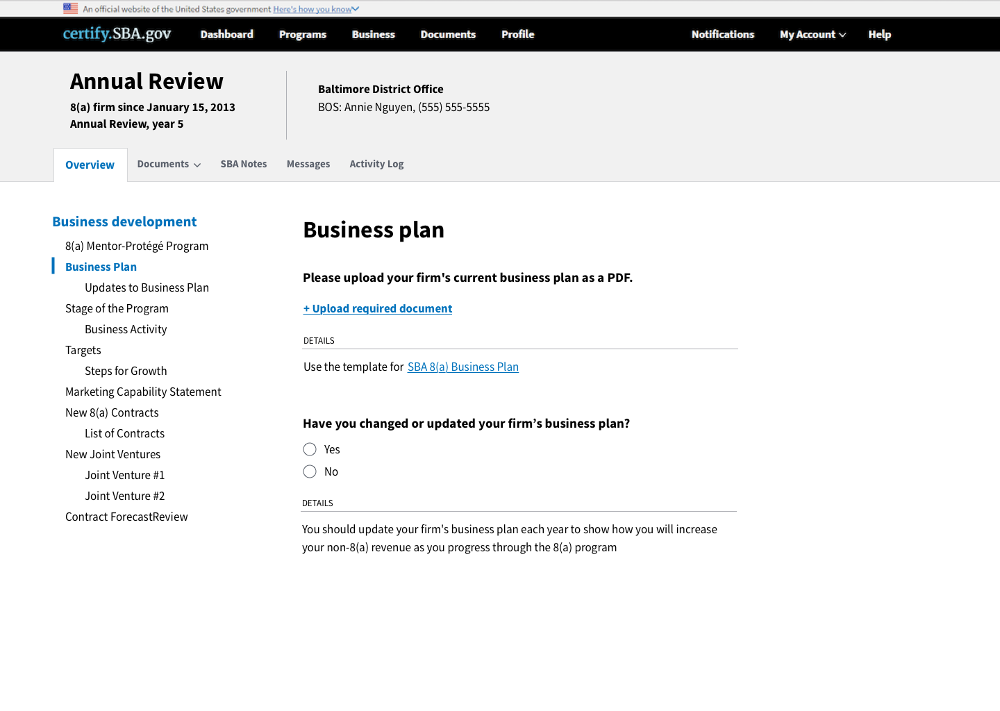 An official website of the United States government Here's how you know
certify.SBA.gov Dashboard Programs Business Documents Profile Notifications My Account Help
Annual Review
8(a) firm since January 15, 2013
Annual Review, year 5
Baltimore District Office
BOS: Annie Nguyen, (555) 555-5555
Overview Documents SBA Notes Messages Activity Log
Business development
8(a) Mentor-Protégé Program
Business Plan
Updates to Business Plan
Stage of the Program
Business Activity
Targets
Steps for Growth
Marketing Capability Statement
New 8(a) Contracts
List of Contracts
New Joint Ventures
Joint Venture #1
Joint Venture #2
Contract ForecastReview
Business plan
Please upload your firm's current business plan as a PDF.
+ Upload required document
DETAILS
Use the template for SBA 8(a) Business Plan
Have you changed or updated your firm’s business plan?
Yes
No
DETAILS
You should update your firm's business plan each year to show how you will increase
your non-8(a) revenue as you progress through the 8(a) program